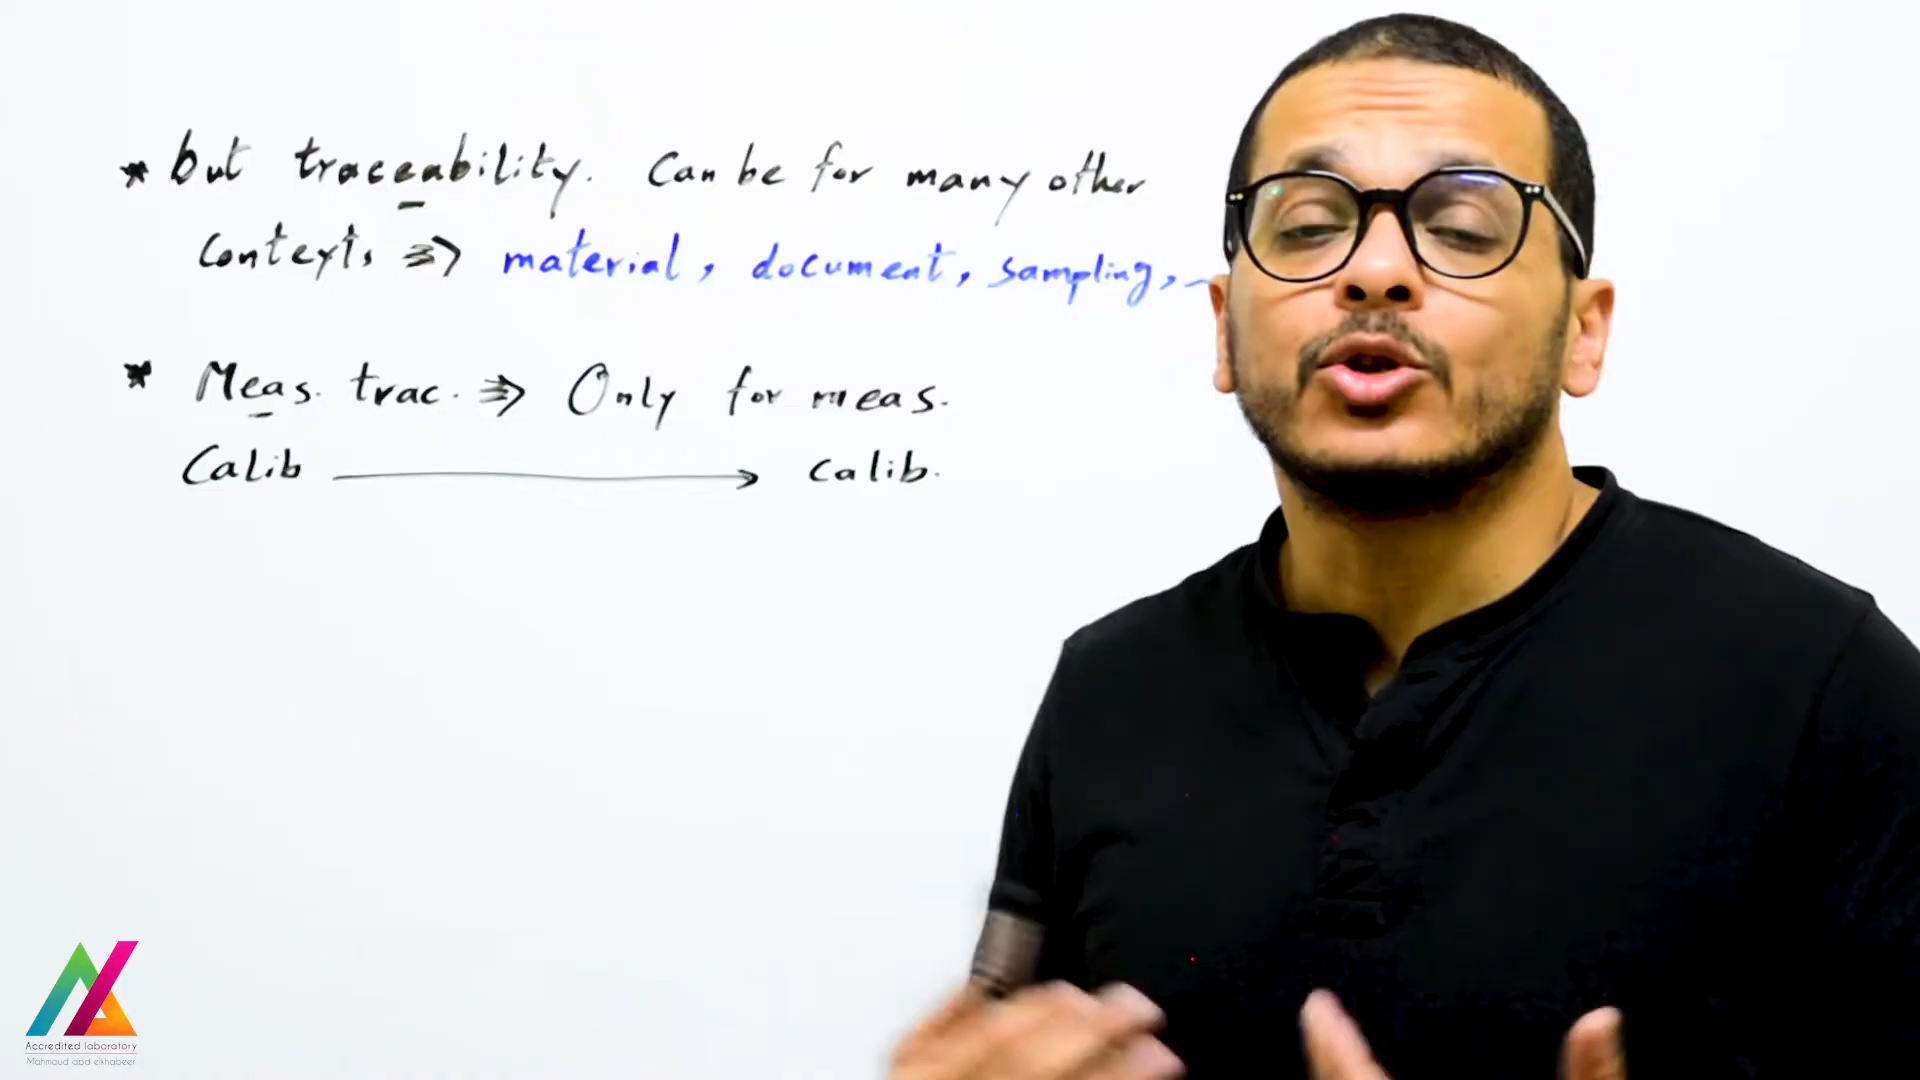 * but traceability. Can be for many other
Contexts ⇒ material, document, sampling,
* Meas. trac. ⇒ Only for meas.
Calib → Calib.
Accredited laboratory
Mahmoud abd elkhabeer